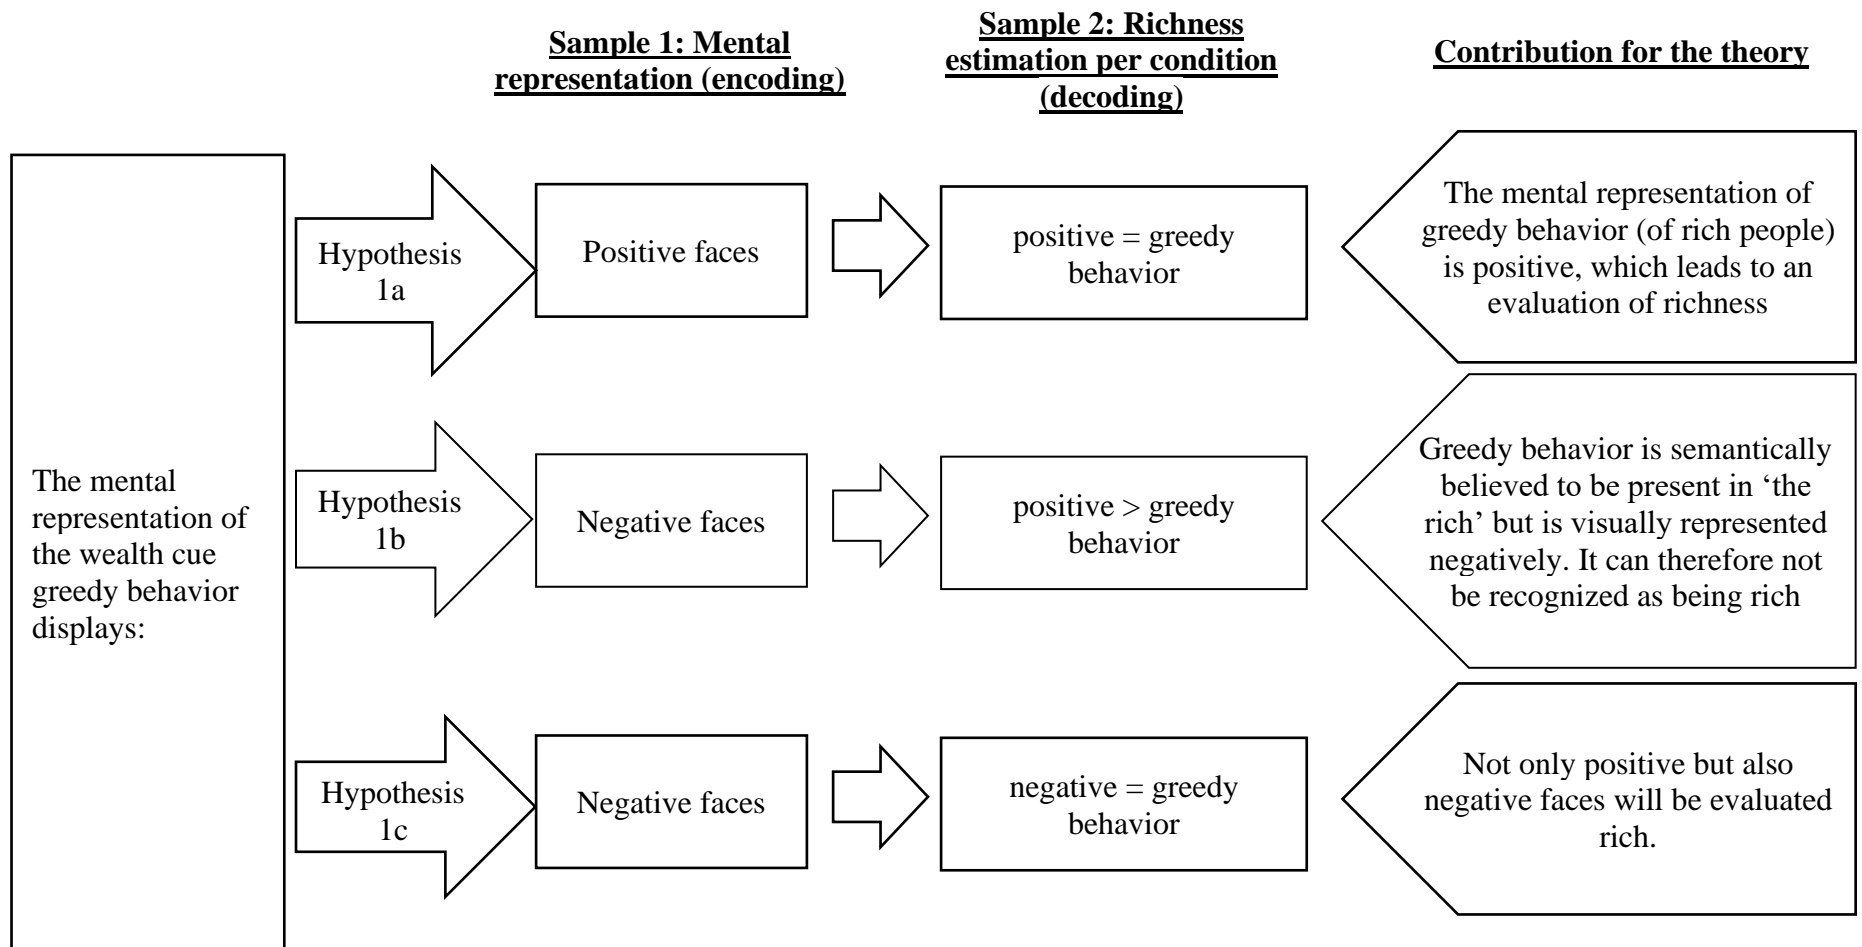 Sample 1: Mental
representation (encoding)
Sample 2: Richness
estimation per condition
(decoding)
Contribution for the theory
The mental
representation of
the wealth cue
greedy behavior
displays:
Hypothesis
1a
Positive faces
positive = greedy
behavior
The mental representation of
greedy behavior (of rich people)
is positive, which leads to an
evaluation of richness
Hypothesis
1b
Negative faces
positive > greedy
behavior
Greedy behavior is semantically
believed to be present in ‘the
rich’ but is visually represented
negatively. It can therefore not
be recognized as being rich
Hypothesis
1c
Negative faces
negative = greedy
behavior
Not only positive but also
negative faces will be evaluated
rich.